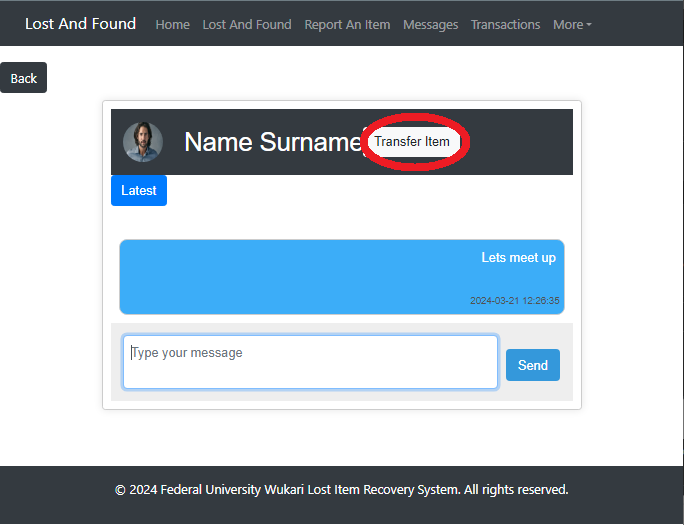 Lost And Found Home Lost And Found Report An Item Messages Transactions More
Back
Name Surname Transfer Item
Latest
Lets meet up
2024-03-21 12:26:35
Type your message
Send
© 2024 Federal University Wukari Lost Item Recovery System. All rights reserved.